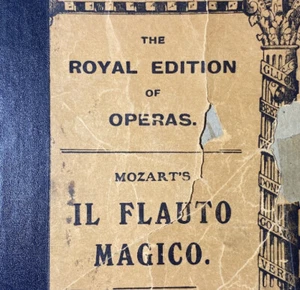 THE
ROYAL EDITION
OF
OPERAS.
MOZART'S
IL FLAUTO
MAGICO.